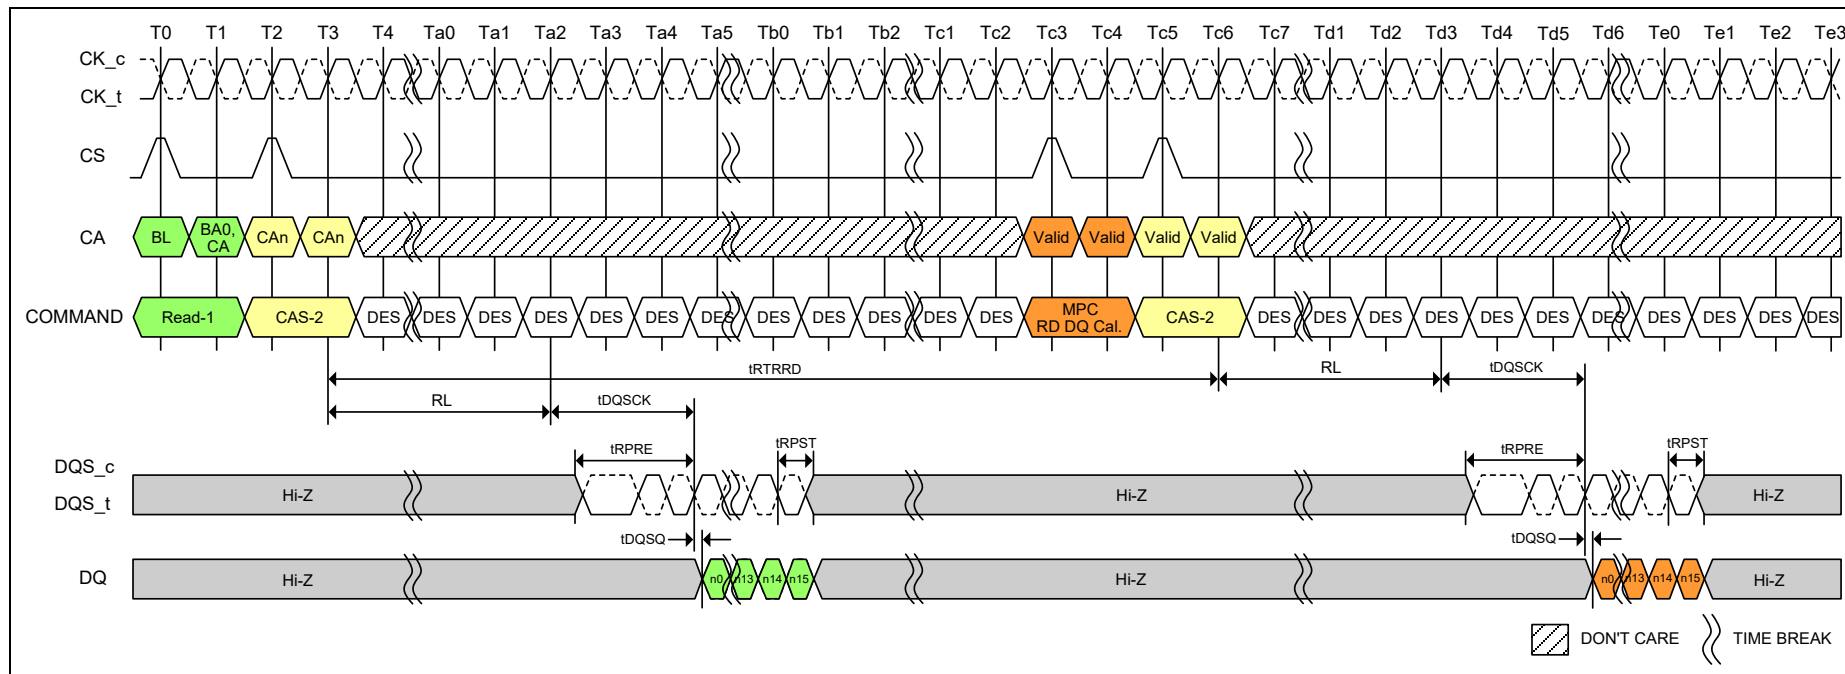 T0 T1 T2 T3 T4 Ta0 Ta1 Ta2 Ta3 Ta4 Ta5 Tb0 Tb1 Tb2 Tc1 Tc2 Tc3 Tc4 Tc5 Tc6 Tc7 Td1 Td2 Td3 Td4 Td5 Td6 Te0 Te1 Te2 Te3
CK_c
CK_t
CS
CA BL BA0, CA CAn CAn Valid Valid Valid Valid
COMMAND Read-1 CAS-2 DES DES DES DES DES DES DES DES DES DES DES DES MPC RD DQ Cal. CAS-2 DES DES DES DES DES DES DES DES DES DES DES
tRTRRD RL tDQSCK
RL tDQSCK
tRPRE tRPST tRPRE tRPST
DQS_c
DQS_t
Hi-Z Hi-Z Hi-Z
tDQSQ tDQSQ
DQ Hi-Z n0 n13 n14 n15 Hi-Z n0 n13 n14 n15 Hi-Z
DON'T CARE TIME BREAK